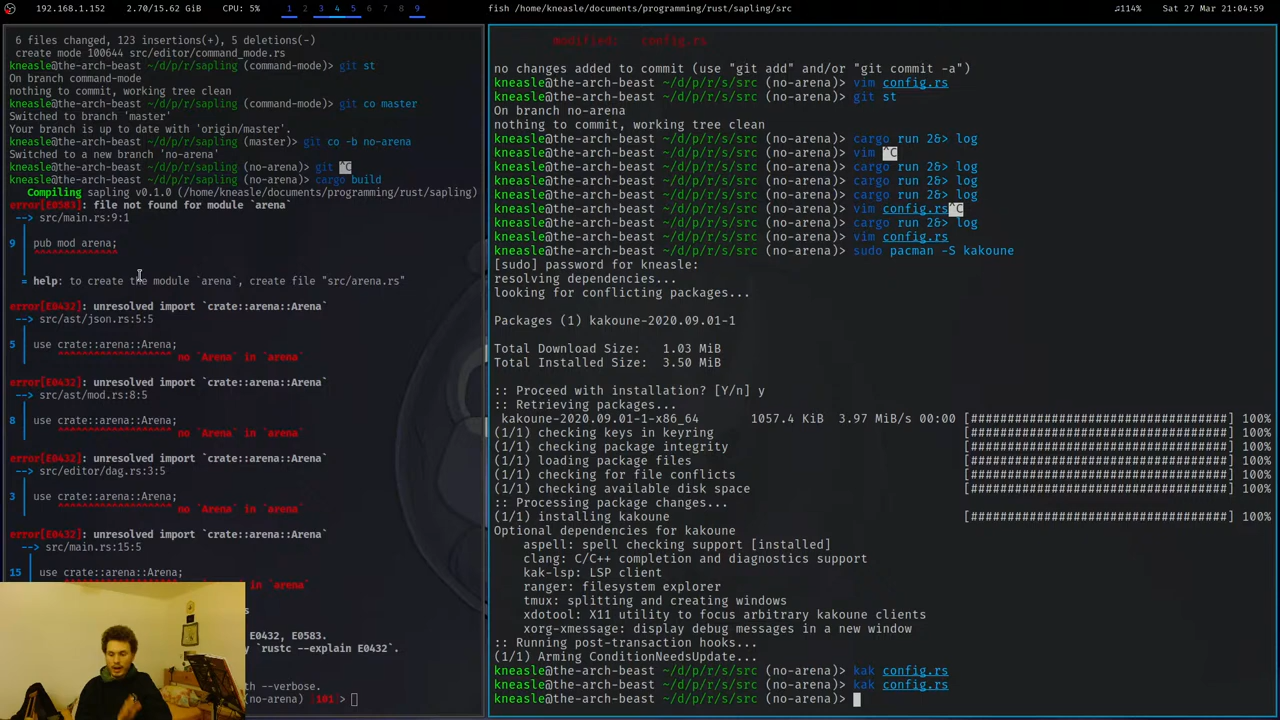 192.168.1.152 2.70/15.62 GiB CPU: 5% 1 2 3 4 5 6 7 8 9 fish /home/kneasle/documents/programming/rust/sapling/src ♫114% Sat 27 Mar 21:04:59
6 files changed, 123 insertions(+), 5 deletions(-)
create mode 100644 src/editor/command_mode.rs
kneasle@the-arch-beast ~/d/p/r/sapling (command-mode)> git st
On branch command-mode
nothing to commit, working tree clean
kneasle@the-arch-beast ~/d/p/r/sapling (command-mode)> git co master
Switched to branch 'master'
Your branch is up to date with 'origin/master'.
kneasle@the-arch-beast ~/d/p/r/sapling (master)> git co -b no-arena
Switched to a new branch 'no-arena'
kneasle@the-arch-beast ~/d/p/r/sapling (no-arena)> git ^C
kneasle@the-arch-beast ~/d/p/r/sapling (no-arena)> cargo build
Compiling sapling v0.1.0 (/home/kneasle/documents/programming/rust/sapling)
error[E0583]: file not found for module `arena`
--> src/main.rs:9:1
|
9 | pub mod arena;
| ^^^^^^^^^^^^^^
|
= help: to create the module `arena`, create file "src/arena.rs"
error[E0432]: unresolved import `crate::arena::Arena`
--> src/ast/json.rs:5:5
|
5 | use crate::arena::Arena;
| ^^^^^^^^^^^^^^^^^^^ no `Arena` in `arena`
error[E0432]: unresolved import `crate::arena::Arena`
--> src/ast/mod.rs:8:5
|
8 | use crate::arena::Arena;
| ^^^^^^^^^^^^^^^^^^^ no `Arena` in `arena`
error[E0432]: unresolved import `crate::arena::Arena`
--> src/editor/dag.rs:3:5
|
3 | use crate::arena::Arena;
| ^^^^^^^^^^^^^^^^^^^ no `Arena` in `arena`
error[E0432]: unresolved import `crate::arena::Arena`
--> src/main.rs:15:5
|
15 | use crate::arena::Arena;
in `arena`
E0432, E0583.
`rustc --explain E0432`.
--verbose.
(no-arena) [101]>
modified: config.rs
no changes added to commit (use "git add" and/or "git commit -a")
kneasle@the-arch-beast ~/d/p/r/s/src (no-arena)> vim config.rs
kneasle@the-arch-beast ~/d/p/r/s/src (no-arena)> git st
On branch no-arena
nothing to commit, working tree clean
kneasle@the-arch-beast ~/d/p/r/s/src (no-arena)> cargo run 2&> log
kneasle@the-arch-beast ~/d/p/r/s/src (no-arena)> vim ^C
kneasle@the-arch-beast ~/d/p/r/s/src (no-arena)> cargo run 2&> log
kneasle@the-arch-beast ~/d/p/r/s/src (no-arena)> cargo run 2&> log
kneasle@the-arch-beast ~/d/p/r/s/src (no-arena)> cargo run 2&> log
kneasle@the-arch-beast ~/d/p/r/s/src (no-arena)> vim config.rs^C
kneasle@the-arch-beast ~/d/p/r/s/src (no-arena)> cargo run 2&> log
kneasle@the-arch-beast ~/d/p/r/s/src (no-arena)> vim config.rs
kneasle@the-arch-beast ~/d/p/r/s/src (no-arena)> sudo pacman -S kakoune
[sudo] password for kneasle:
resolving dependencies...
looking for conflicting packages...
Packages (1) kakoune-2020.09.01-1
Total Download Size: 1.03 MiB
Total Installed Size: 3.50 MiB
:: Proceed with installation? [Y/n] y
:: Retrieving packages...
kakoune-2020.09.01-1-x86_64 1057.4 KiB 3.97 MiB/s 00:00 [####################################] 100%
(1/1) checking keys in keyring [####################################] 100%
(1/1) checking package integrity [####################################] 100%
(1/1) loading package files [####################################] 100%
(1/1) checking for file conflicts [####################################] 100%
(1/1) checking available disk space [####################################] 100%
:: Processing package changes...
(1/1) installing kakoune [####################################] 100%
Optional dependencies for kakoune
aspell: spell checking support [installed]
clang: C/C++ completion and diagnostics support
kak-lsp: LSP client
ranger: filesystem explorer
tmux: splitting and creating windows
xdotool: X11 utility to focus arbitrary kakoune clients
xorg-xmessage: display debug messages in a new window
:: Running post-transaction hooks...
(1/1) Arming ConditionNeedsUpdate...
kneasle@the-arch-beast ~/d/p/r/s/src (no-arena)> kak config.rs
kneasle@the-arch-beast ~/d/p/r/s/src (no-arena)> kak config.rs
kneasle@the-arch-beast ~/d/p/r/s/src (no-arena)>